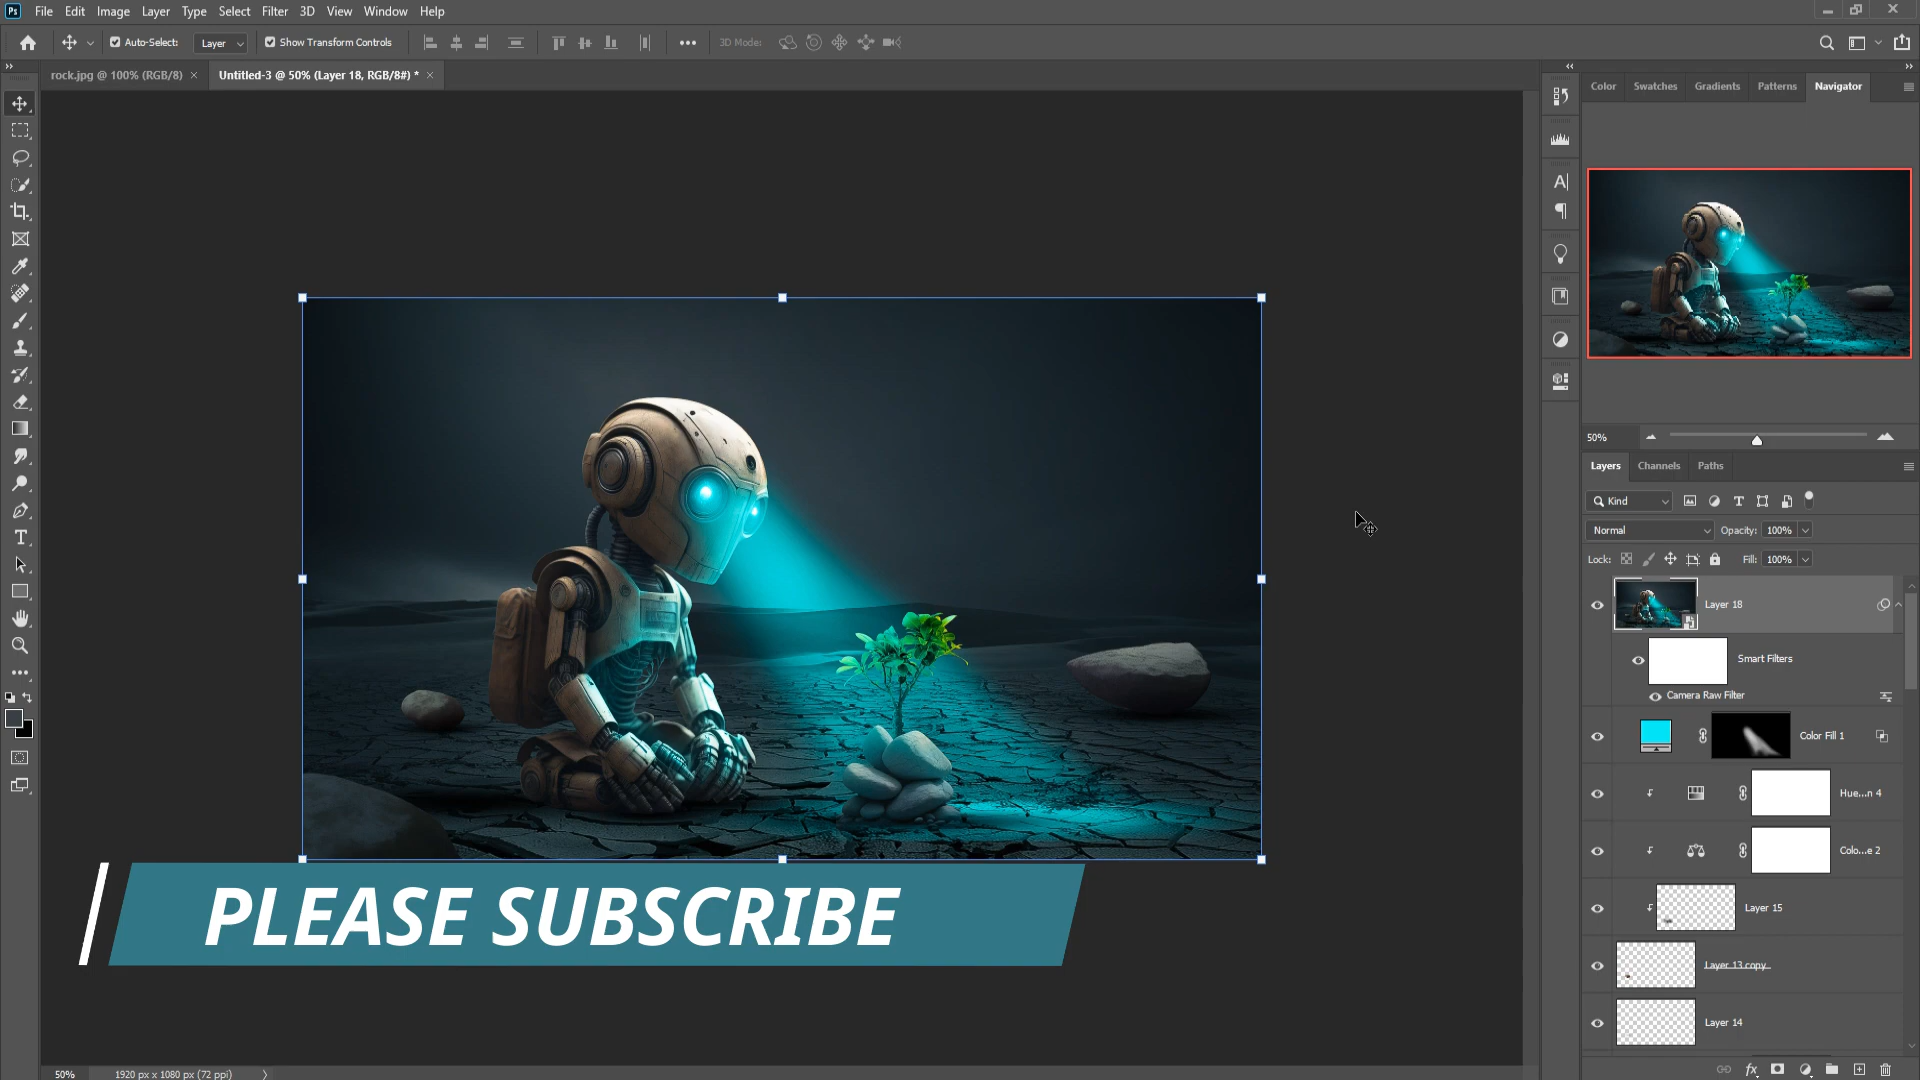 Ps File Edit Image Layer Type Select Filter 3D View Window Help
Auto-Select: Layer Show Transform Controls 3D Mode:
rock.jpg @ 100% (RGB/8) × Untitled-3 @ 50% (Layer 18, RGB/8#) * ×
Color Swatches Gradients Patterns Navigator
50%
Layers Channels Paths
Kind
Normal Opacity: 100%
Lock: Fill: 100%
Layer 18
Smart Filters
Camera Raw Filter
Color Fill 1
Hue...n 4
Colo...e 2
Layer 15
Layer 13 copy
Layer 14
PLEASE SUBSCRIBE
50% 1920 px x 1080 px (72 ppi)